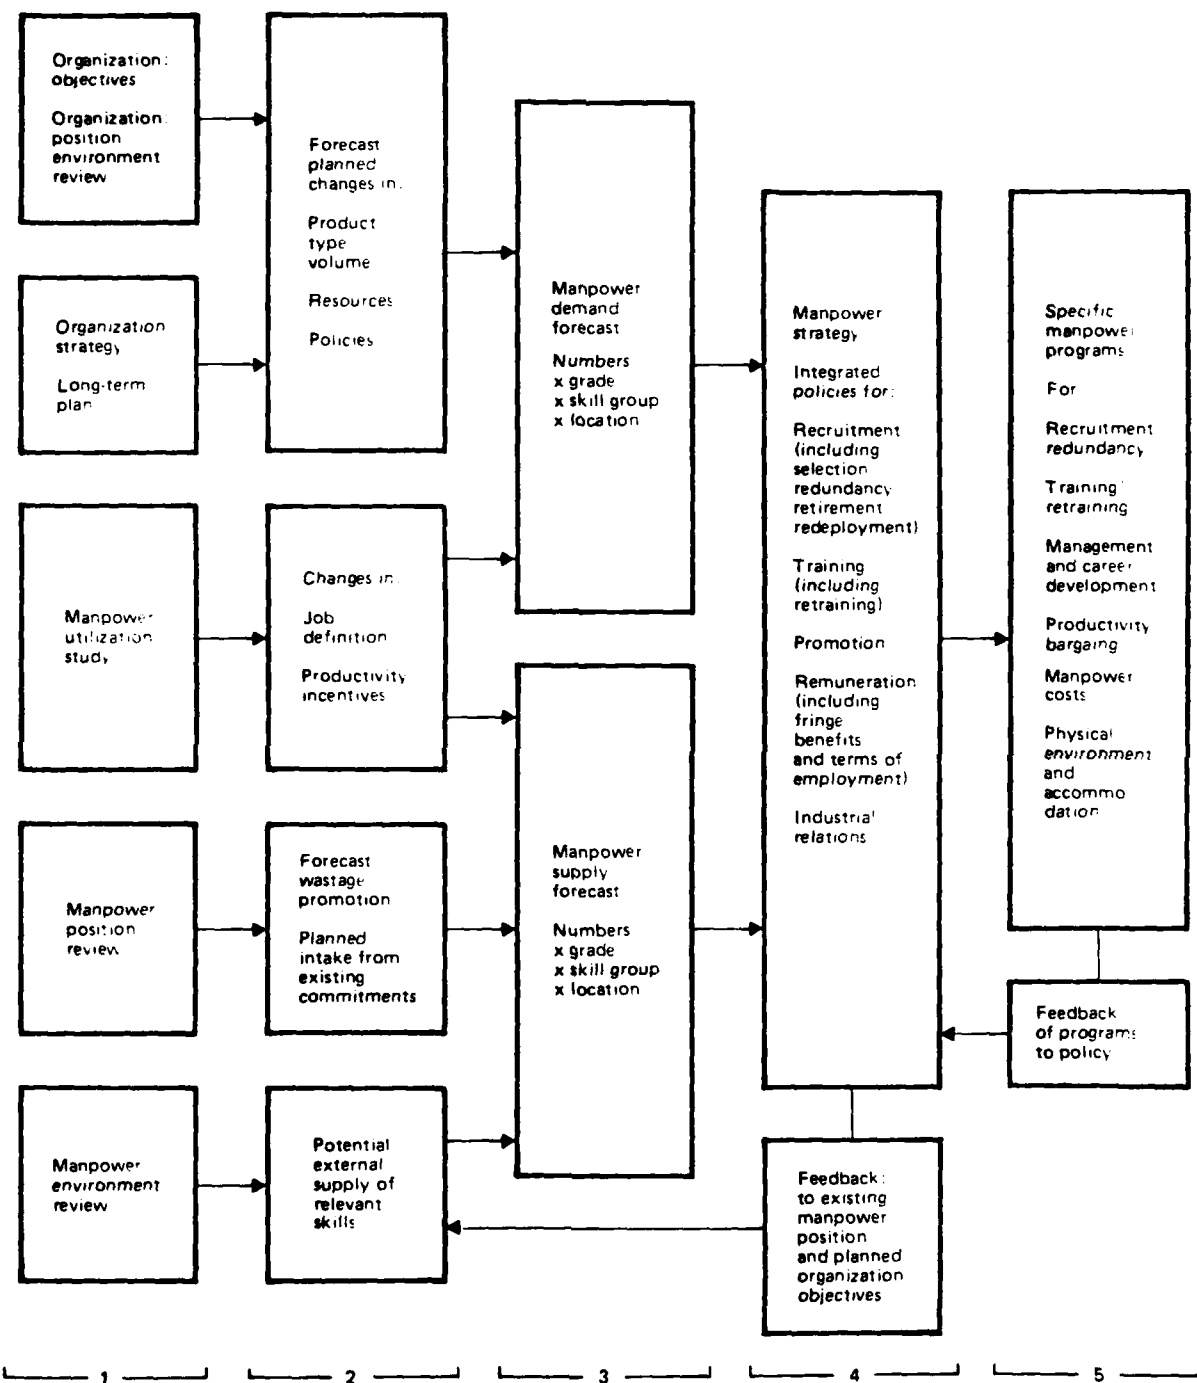 Organization:
objectives
Organization:
position
environment
review
Organization
strategy
Long-term
plan
Manpower
utilization
study
Manpower
position
review
Manpower
environment
review
Forecast
planned
changes in:
Product
type
volume
Resources
Policies
Changes in:
Job
definition
Productivity
incentives
Forecast
wastage
promotion
Planned
intake from
existing
commitments
Potential
external
supply of
relevant
skills
Manpower
demand
forecast
Numbers
x grade
x skill group
x location
Manpower
supply
forecast
Numbers
x grade
x skill group
x location
Manpower
strategy
Integrated
policies for:
Recruitment
(including
selection
redundancy
retirement
redeployment)
Training
(including
retraining)
Promotion
Remuneration
(including
fringe
benefits
and terms of
employment)
Industrial
relations
Feedback:
to existing
manpower
position
and planned
organization
objectives
Specific
manpower
programs
For
Recruitment
redundancy
Training
retraining
Management
and career
development
Productivity
bargaing
Manpower
costs
Physical
environment
and
accommo
dation
Feedback
of programs
to policy
1 2 3 4 5